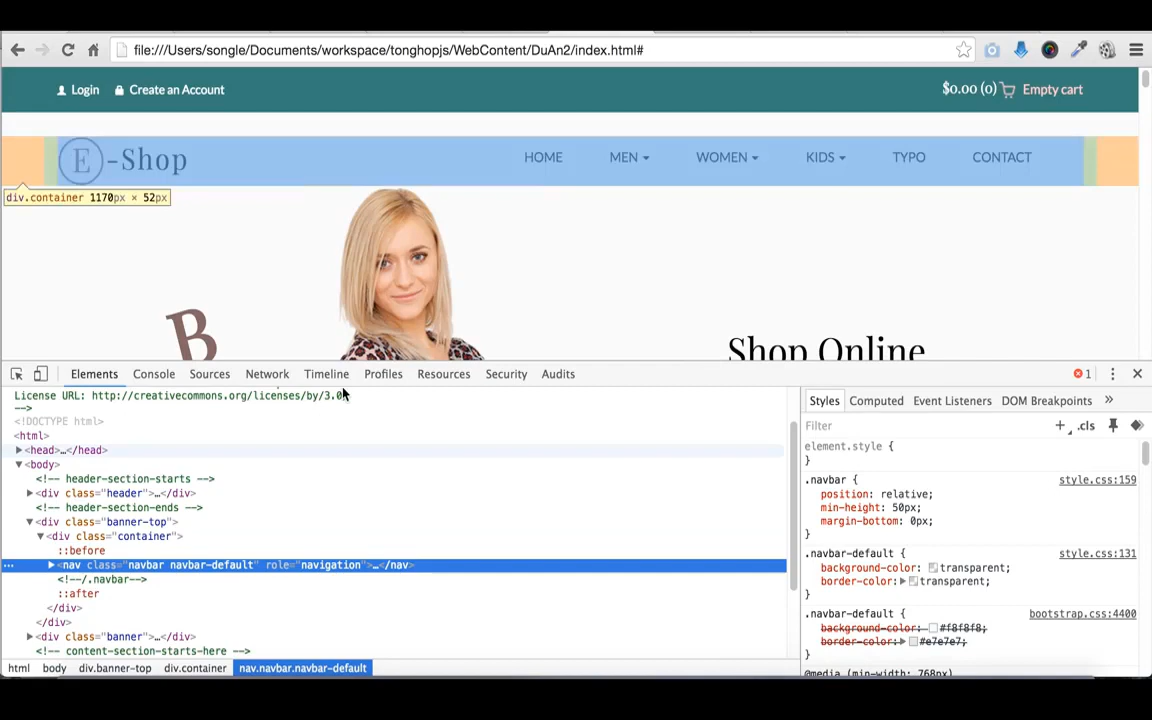 file:///Users/songle/Documents/workspace/tonghopjs/WebContent/DuAn2/index.html#
Login Create an Account $0.00 (0) Empty cart
E-Shop HOME MEN WOMEN KIDS TYPO CONTACT
div.container 1170px × 52px
B
Shop Online
Elements Console Sources Network Timeline Profiles Resources Security Audits 1
License URL: http://creativecommons.org/licenses/by/3.0
-->
<!DOCTYPE html>
<html>
<head>…</head>
<body>
<!-- header-section-starts -->
<div class="header">…</div>
<!-- header-section-ends -->
<div class="banner-top">
<div class="container">
::before
<nav class="navbar navbar-default" role="navigation">…</nav>
<!--/.navbar-->
::after
</div>
</div>
<div class="banner">…</div>
<!-- content-section-starts-here -->
html body div.banner-top div.container nav.navbar.navbar-default
Styles Computed Event Listeners DOM Breakpoints »
Filter + .cls
element.style {
}
.navbar { style.css:159
position: relative;
min-height: 50px;
margin-bottom: 0px;
}
.navbar-default { style.css:131
background-color: transparent;
border-color: transparent;
}
.navbar-default { bootstrap.css:4400
background-color: #f8f8f8;
border-color: #e7e7e7;
}
@media (min-width: 768px)